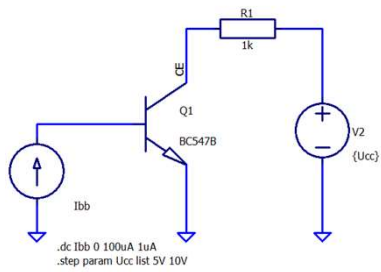 R1
1k
CE
Q1
BC547B
V2
{Ucc}
Ibb
.dc Ibb 0 100uA 1uA
.step param Ucc list 5V 10V